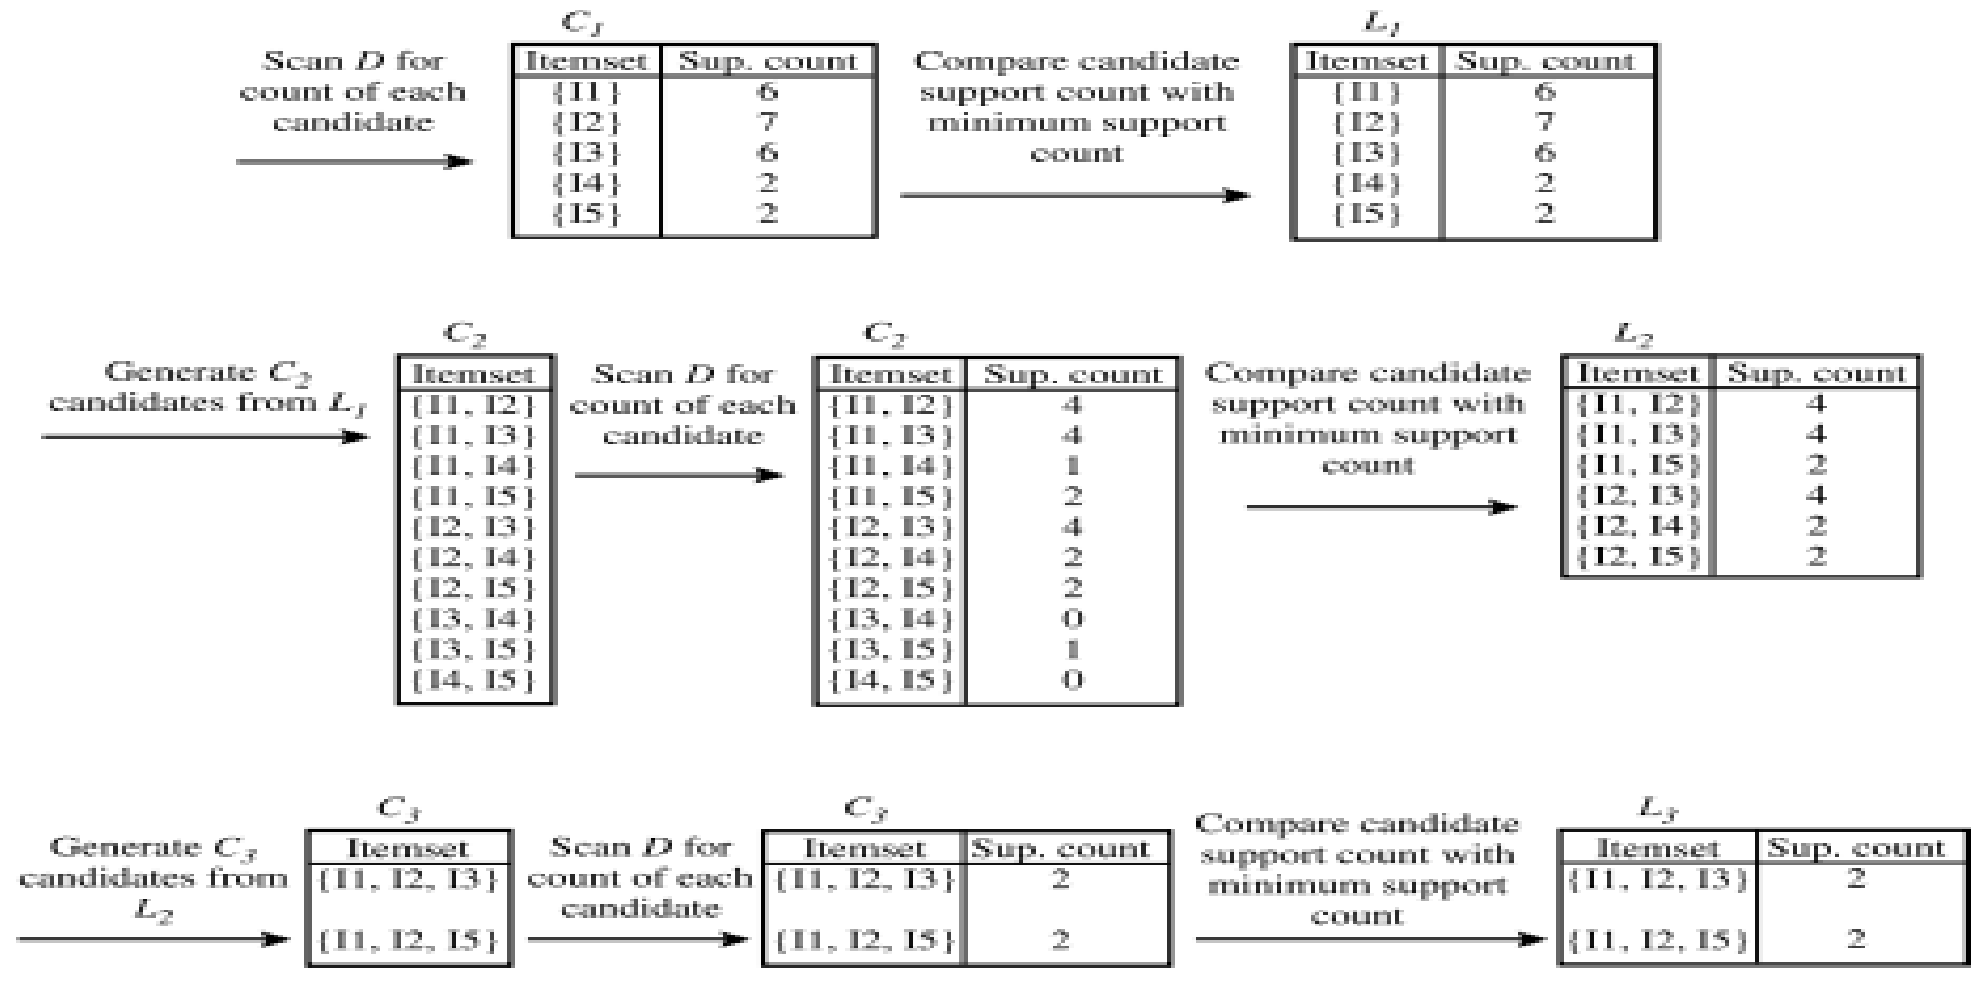 C1
L1
Scan D for
count of each
candidate
Itemset Sup. count
{I1} 6
{I2} 7
{I3} 6
{I4} 2
{I5} 2
Compare candidate
support count with
minimum support
count
Itemset Sup. count
{I1} 6
{I2} 7
{I3} 6
{I4} 2
{I5} 2
Generate C2
candidates from L1
C2
Itemset
{I1, I2}
{I1, I3}
{I1, I4}
{I1, I5}
{I2, I3}
{I2, I4}
{I2, I5}
{I3, I4}
{I3, I5}
{I4, I5}
Scan D for
count of each
candidate
C2
Itemset Sup. count
{I1, I2} 4
{I1, I3} 4
{I1, I4} 1
{I1, I5} 2
{I2, I3} 4
{I2, I4} 2
{I2, I5} 2
{I3, I4} 0
{I3, I5} 1
{I4, I5} 0
Compare candidate
support count with
minimum support
count
L2
Itemset Sup. count
{I1, I2} 4
{I1, I3} 4
{I1, I5} 2
{I2, I3} 4
{I2, I4} 2
{I2, I5} 2
Generate C3
candidates from
L2
C3
Itemset
{I1, I2, I3}
{I1, I2, I5}
Scan D for
count of each
candidate
C3
Itemset Sup. count
{I1, I2, I3} 2
{I1, I2, I5} 2
Compare candidate
support count with
minimum support
count
L3
Itemset Sup. count
{I1, I2, I3} 2
{I1, I2, I5} 2